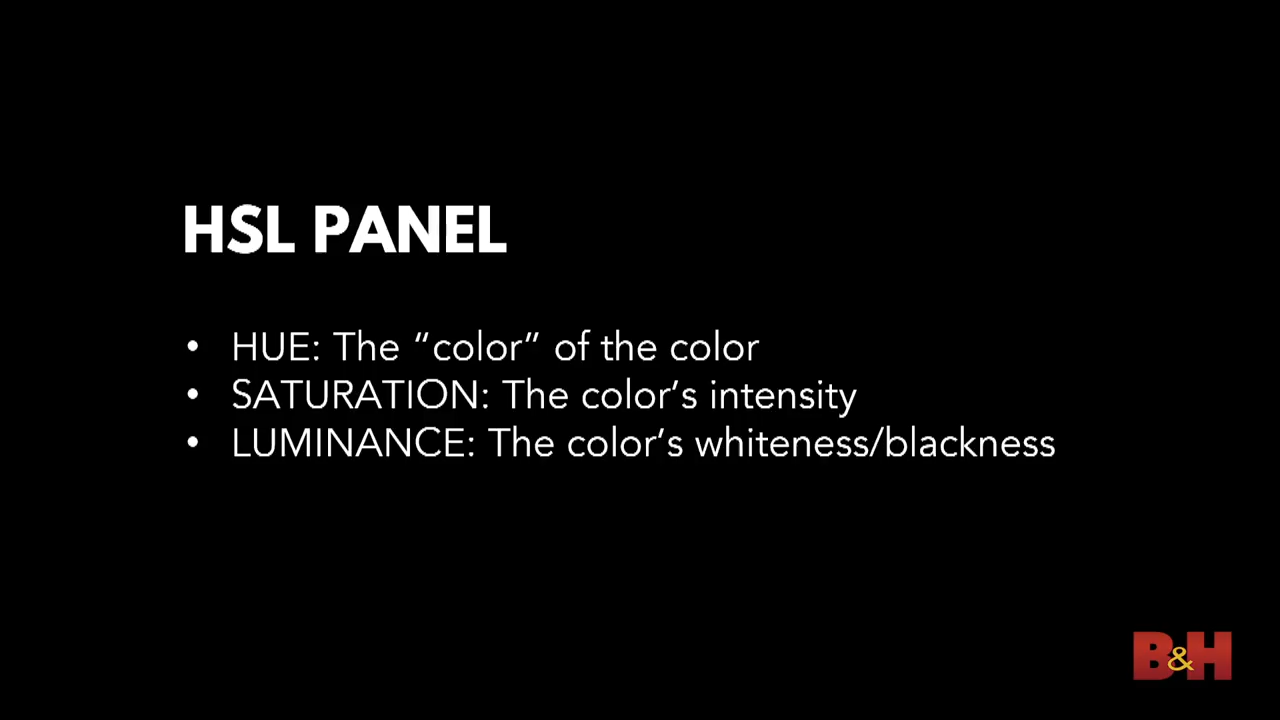 HSL PANEL
• HUE: The “color” of the color
• SATURATION: The color’s intensity
• LUMINANCE: The color’s whiteness/blackness
B&H